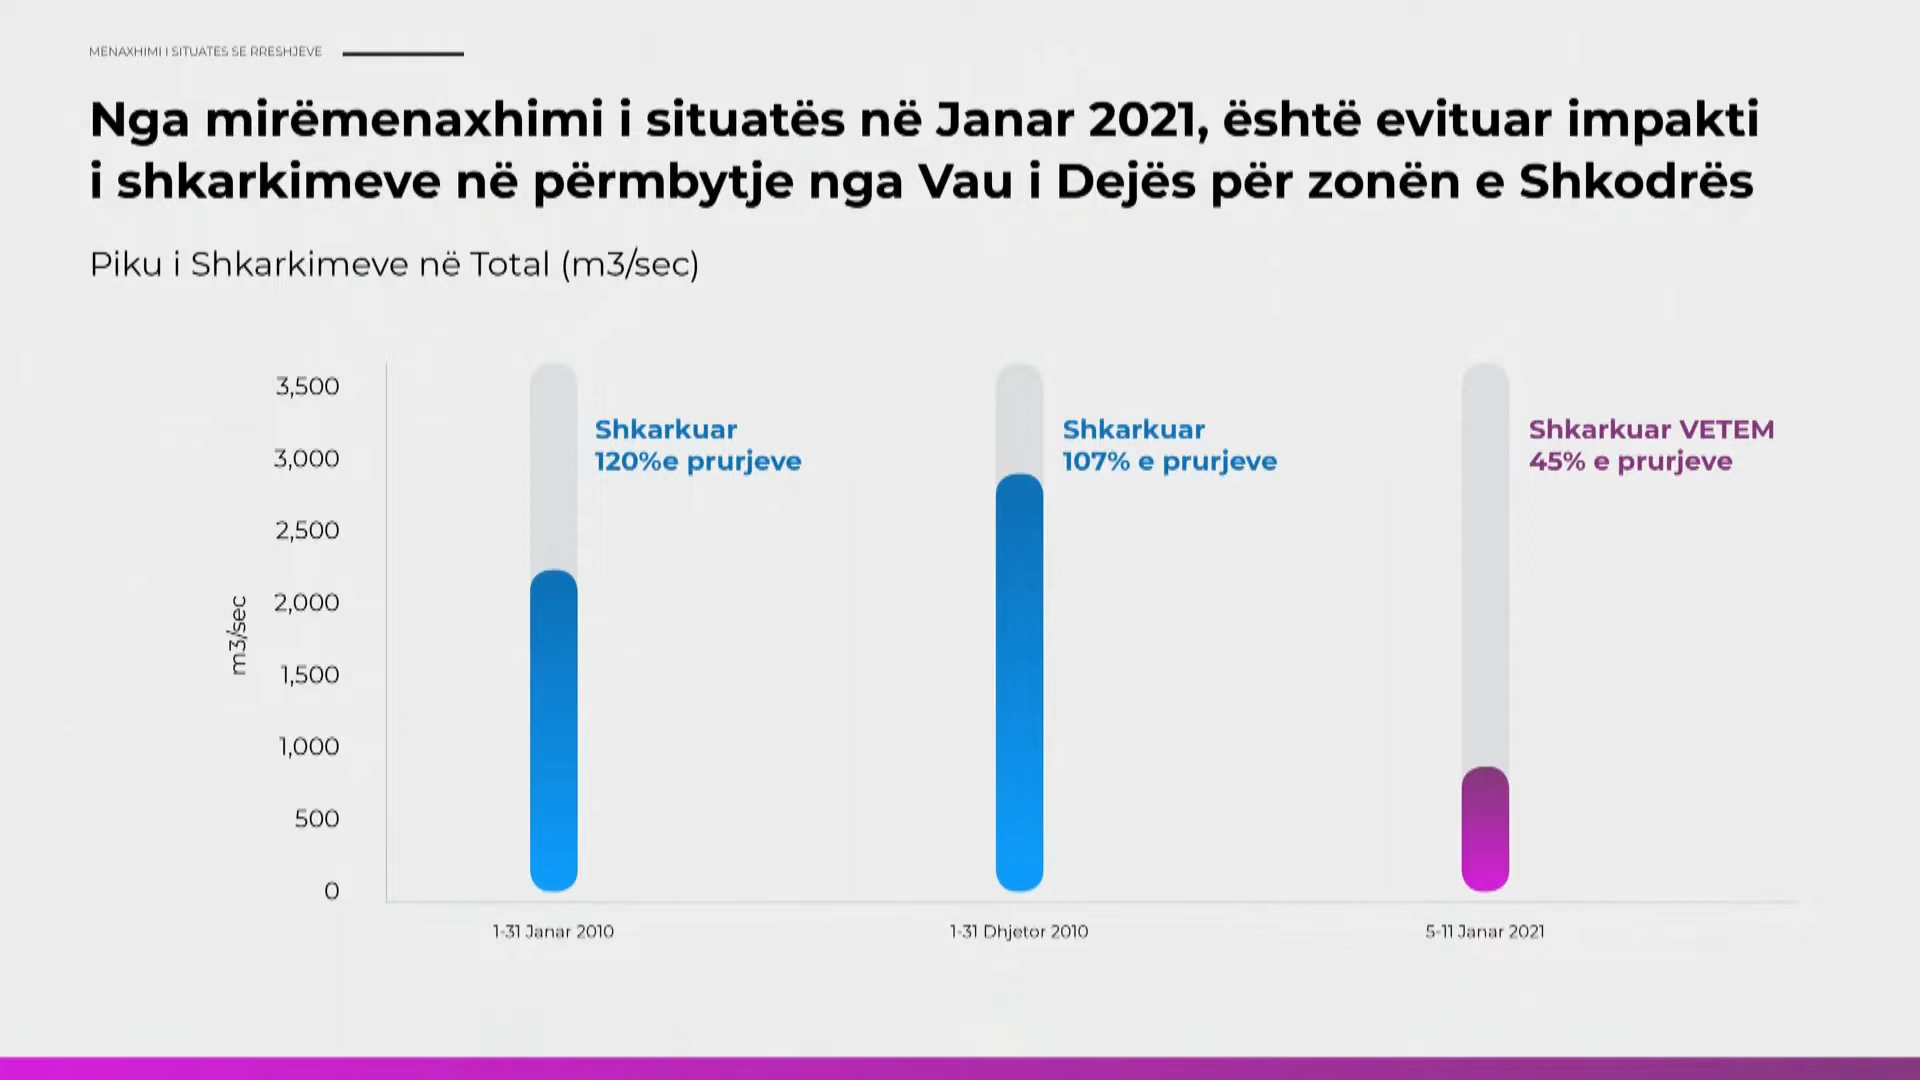 MENAXHIMI I SITUATES SE RRESHJEVE
Nga mirëmenaxhimi i situatës në Janar 2021, është evituar impakti
i shkarkimeve në përmbytje nga Vau i Dejës për zonën e Shkodrës
Piku i Shkarkimeve në Total (m3/sec)
3,500
3,000
2,500
2,000
1,500
1,000
500
0
m3/sec
Shkarkuar
120%e prurjeve
Shkarkuar
107% e prurjeve
Shkarkuar VETEM
45% e prurjeve
1-31 Janar 2010
1-31 Dhjetor 2010
5-11 Janar 2021